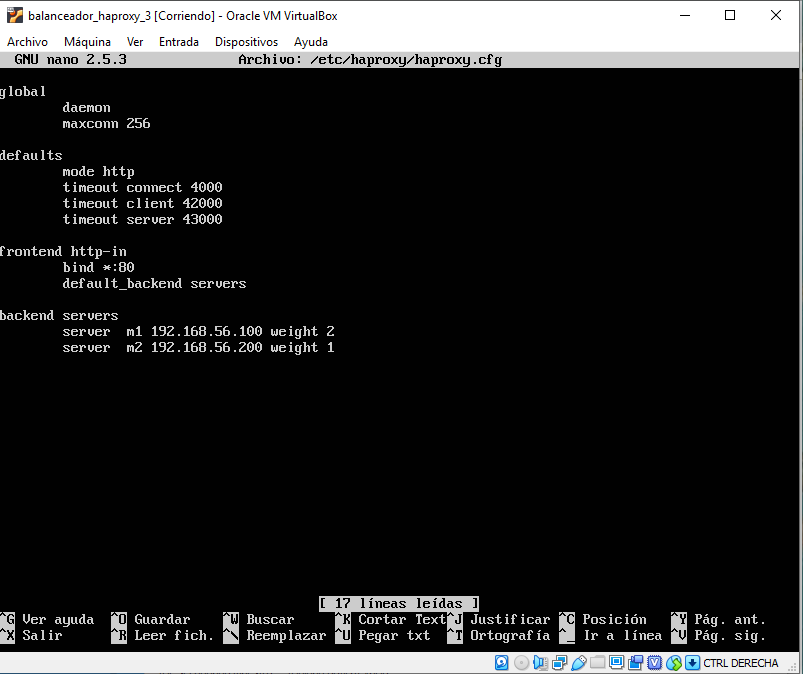 balanceador_haproxy_3 [Corriendo] - Oracle VM VirtualBox
Archivo Máquina Ver Entrada Dispositivos Ayuda
GNU nano 2.5.3 Archivo: /etc/haproxy/haproxy.cfg
global
daemon
maxconn 256
defaults
mode http
timeout connect 4000
timeout client 42000
timeout server 43000
frontend http-in
bind *:80
default_backend servers
backend servers
server m1 192.168.56.100 weight 2
server m2 192.168.56.200 weight 1
[ 17 líneas leídas ]
^G Ver ayuda ^O Guardar ^W Buscar ^K Cortar Text ^J Justificar ^C Posición ^Y Pág. ant.
^X Salir ^R Leer fich. ^\ Reemplazar ^U Pegar txt ^T Ortografía ^_ Ir a línea ^V Pág. sig.
CTRL DERECHA